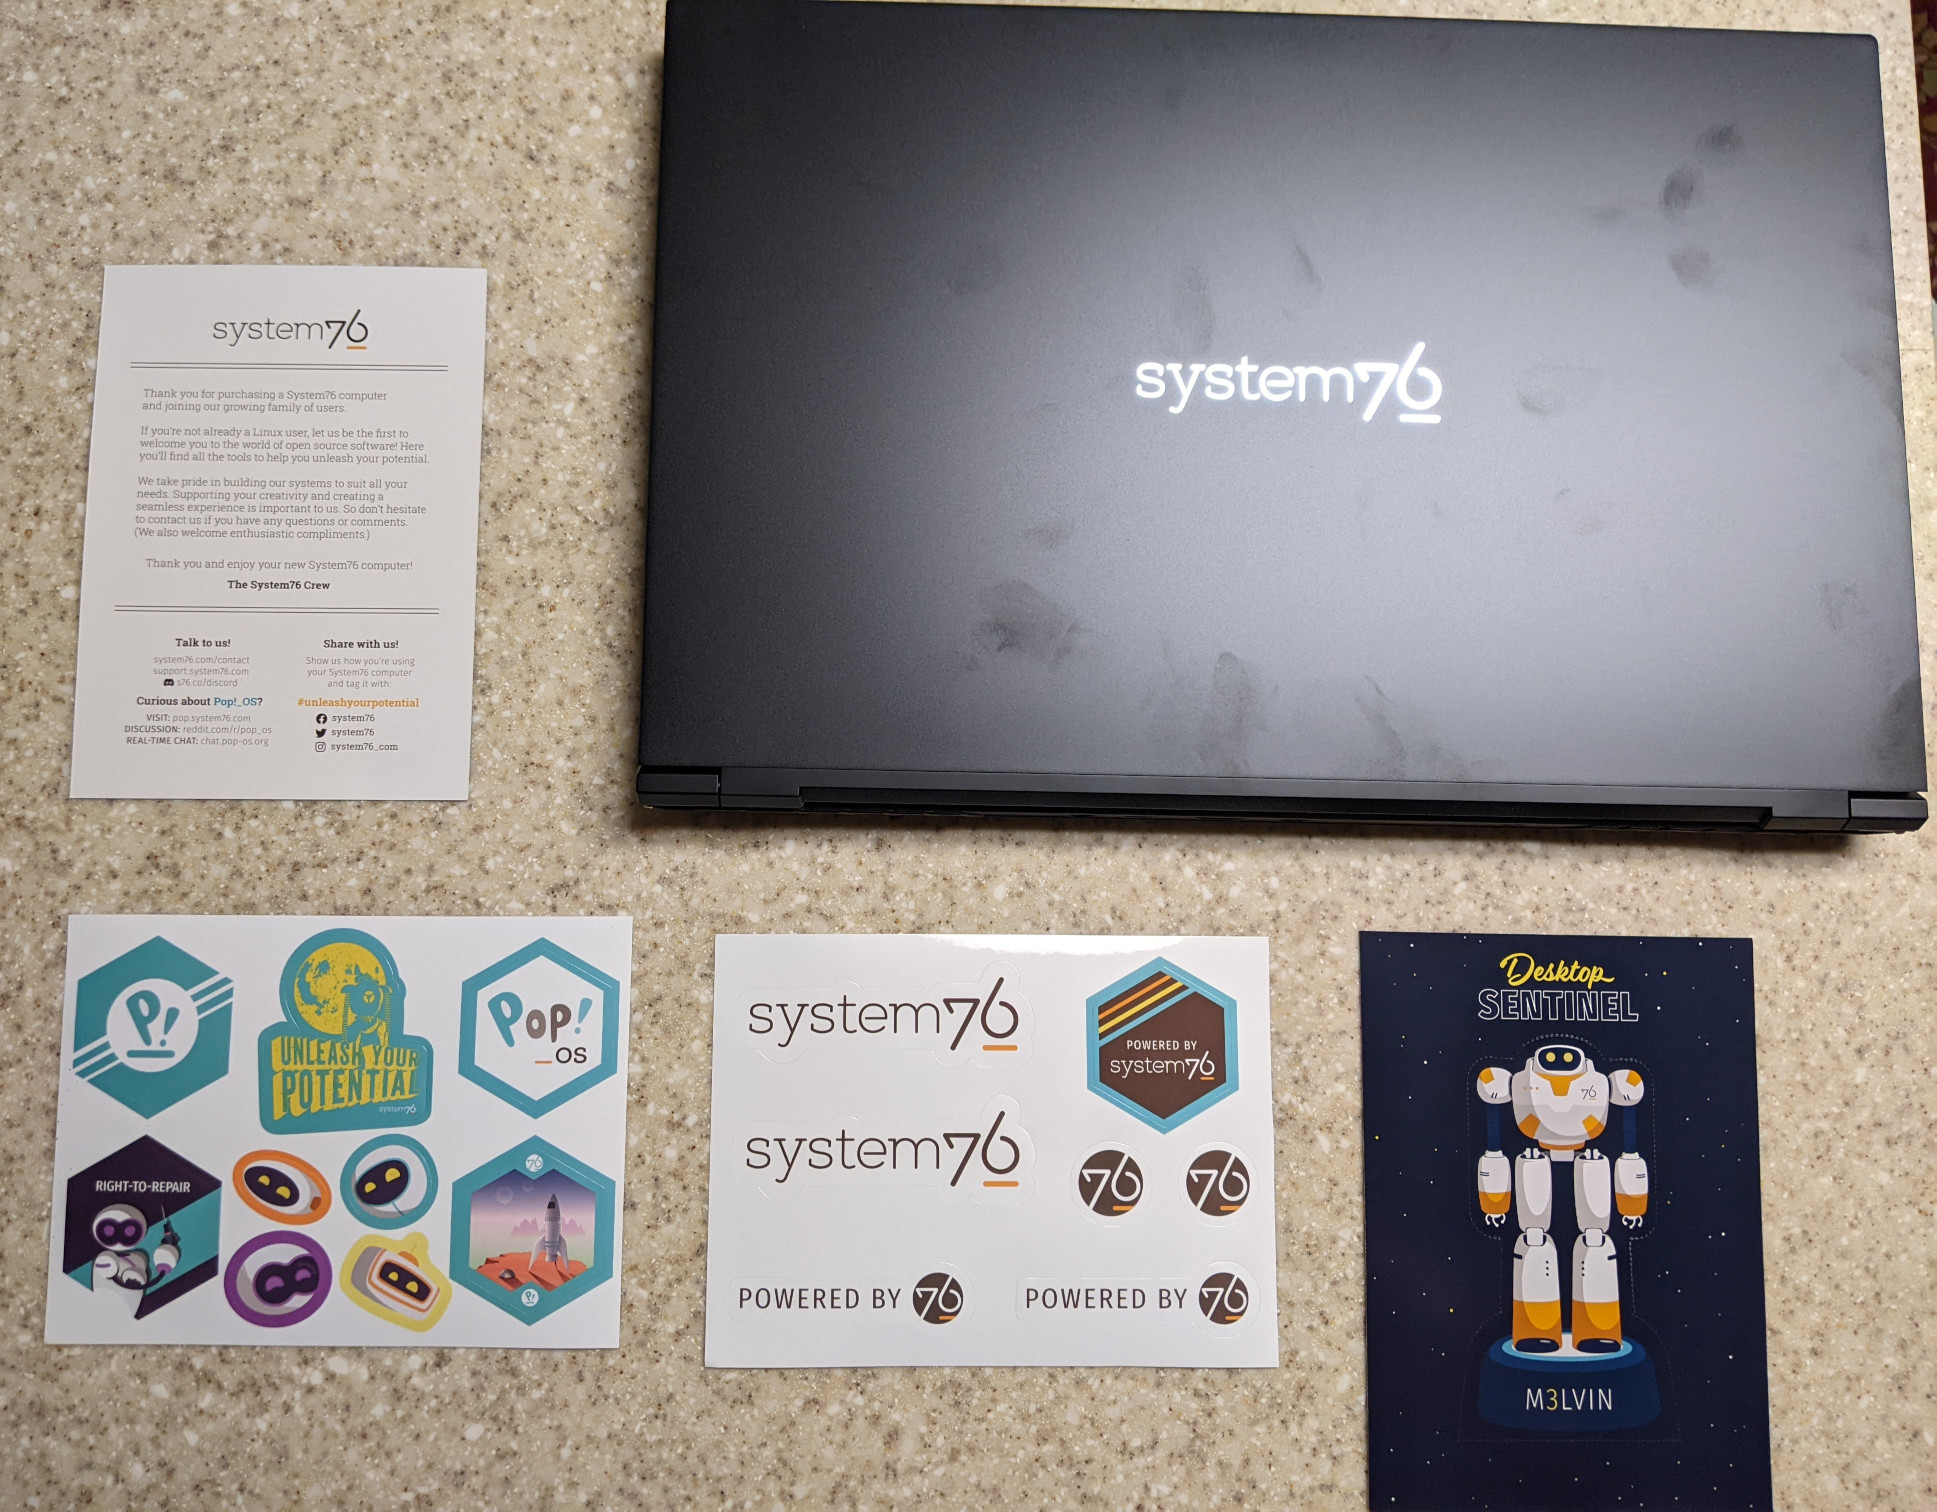 system76
Thank you for purchasing a System76 computer
and joining our growing family of users.
If you're not already a Linux user, let us be the first to
welcome you to the world of open source software! Here
you'll find all the tools to help you unleash your potential.
We take pride in building our systems to suit all your
needs. Supporting your creativity and creating a
seamless experience is important to us. So don't hesitate
to contact us if you have any questions or comments.
(We also welcome enthusiastic compliments.)
Thank you and enjoy your new System76 computer!
The System76 Crew
Talk to us!
system76.com/contact
support.system76.com
s76.co/discord
Curious about Pop!_OS?
VISIT: pop.system76.com
DISCUSSION: reddit.com/r/pop_os
REAL-TIME CHAT: chat.pop-os.org
Share with us!
Show us how you're using
your System76 computer
and tag it with:
#unleashyourpotential
system76
system76
system76_com
system76
P!
UNLEASH YOUR
POTENTIAL
system76
Pop!
_OS
RIGHT-TO-REPAIR
76
P!
system76
POWERED BY
system76
system76
76
76
POWERED BY 76
POWERED BY 76
Desktop
SENTINEL
76
M3LVIN